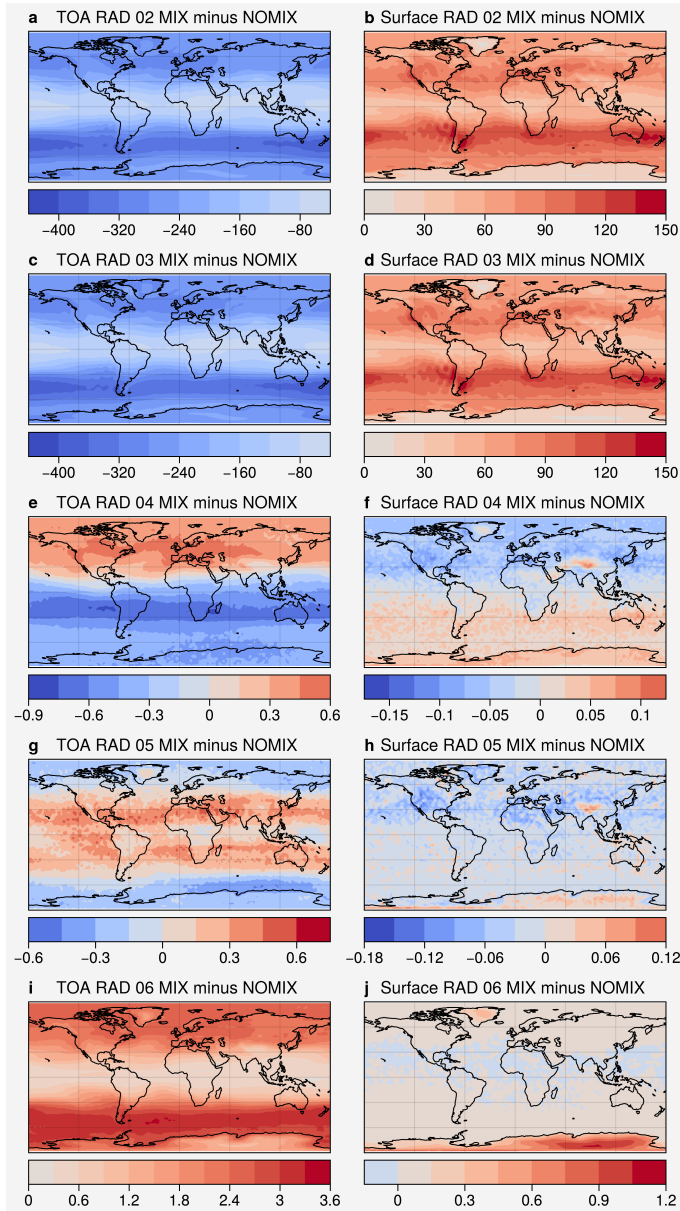 a TOA RAD 02 MIX minus NOMIX
b Surface RAD 02 MIX minus NOMIX
−400 −320 −240 −160 −80
0 30 60 90 120 150
c TOA RAD 03 MIX minus NOMIX
d Surface RAD 03 MIX minus NOMIX
−400 −320 −240 −160 −80
0 30 60 90 120 150
e TOA RAD 04 MIX minus NOMIX
f Surface RAD 04 MIX minus NOMIX
−0.9 −0.6 −0.3 0 0.3 0.6
−0.15 −0.1 −0.05 0 0.05 0.1
g TOA RAD 05 MIX minus NOMIX
h Surface RAD 05 MIX minus NOMIX
−0.6 −0.3 0 0.3 0.6
−0.18 −0.12 −0.06 0 0.06 0.12
i TOA RAD 06 MIX minus NOMIX
j Surface RAD 06 MIX minus NOMIX
0 0.6 1.2 1.8 2.4 3 3.6
0 0.3 0.6 0.9 1.2